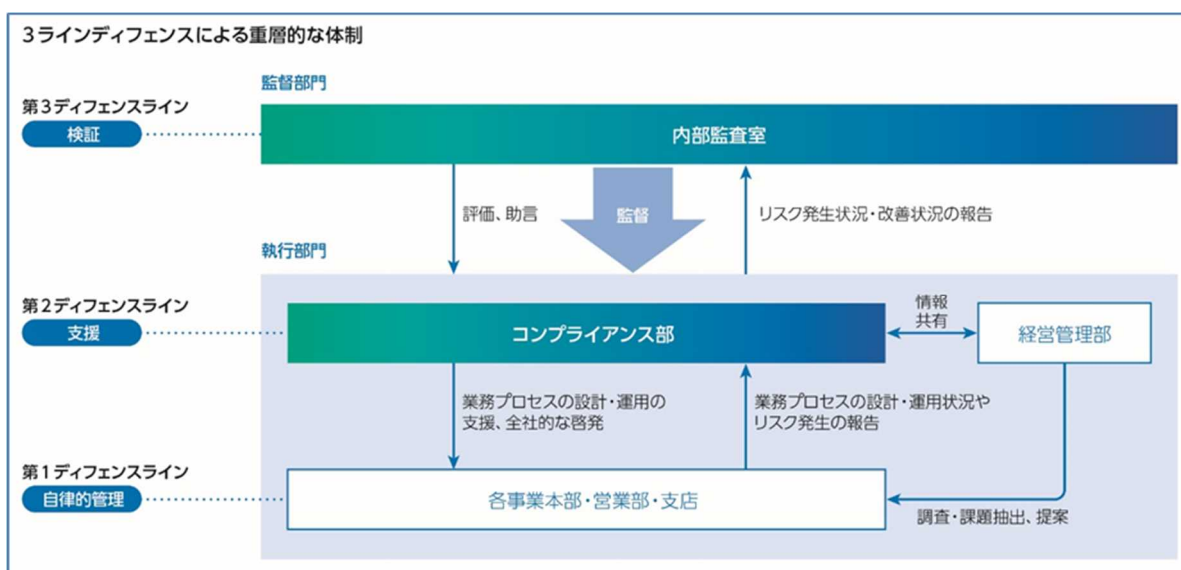 3ラインディフェンスによる重層的な体制
監督部門
第3ディフェンスライン
検証
内部監査室
評価、助言
監督
リスク発生状況・改善状況の報告
執行部門
第2ディフェンスライン
支援
コンプライアンス部
情報
共有
経営管理部
業務プロセスの設計・運用の
支援、全社的な啓発
業務プロセスの設計・運用状況や
リスク発生の報告
第1ディフェンスライン
自律的管理
各事業本部・営業部・支店
調査・課題抽出、提案